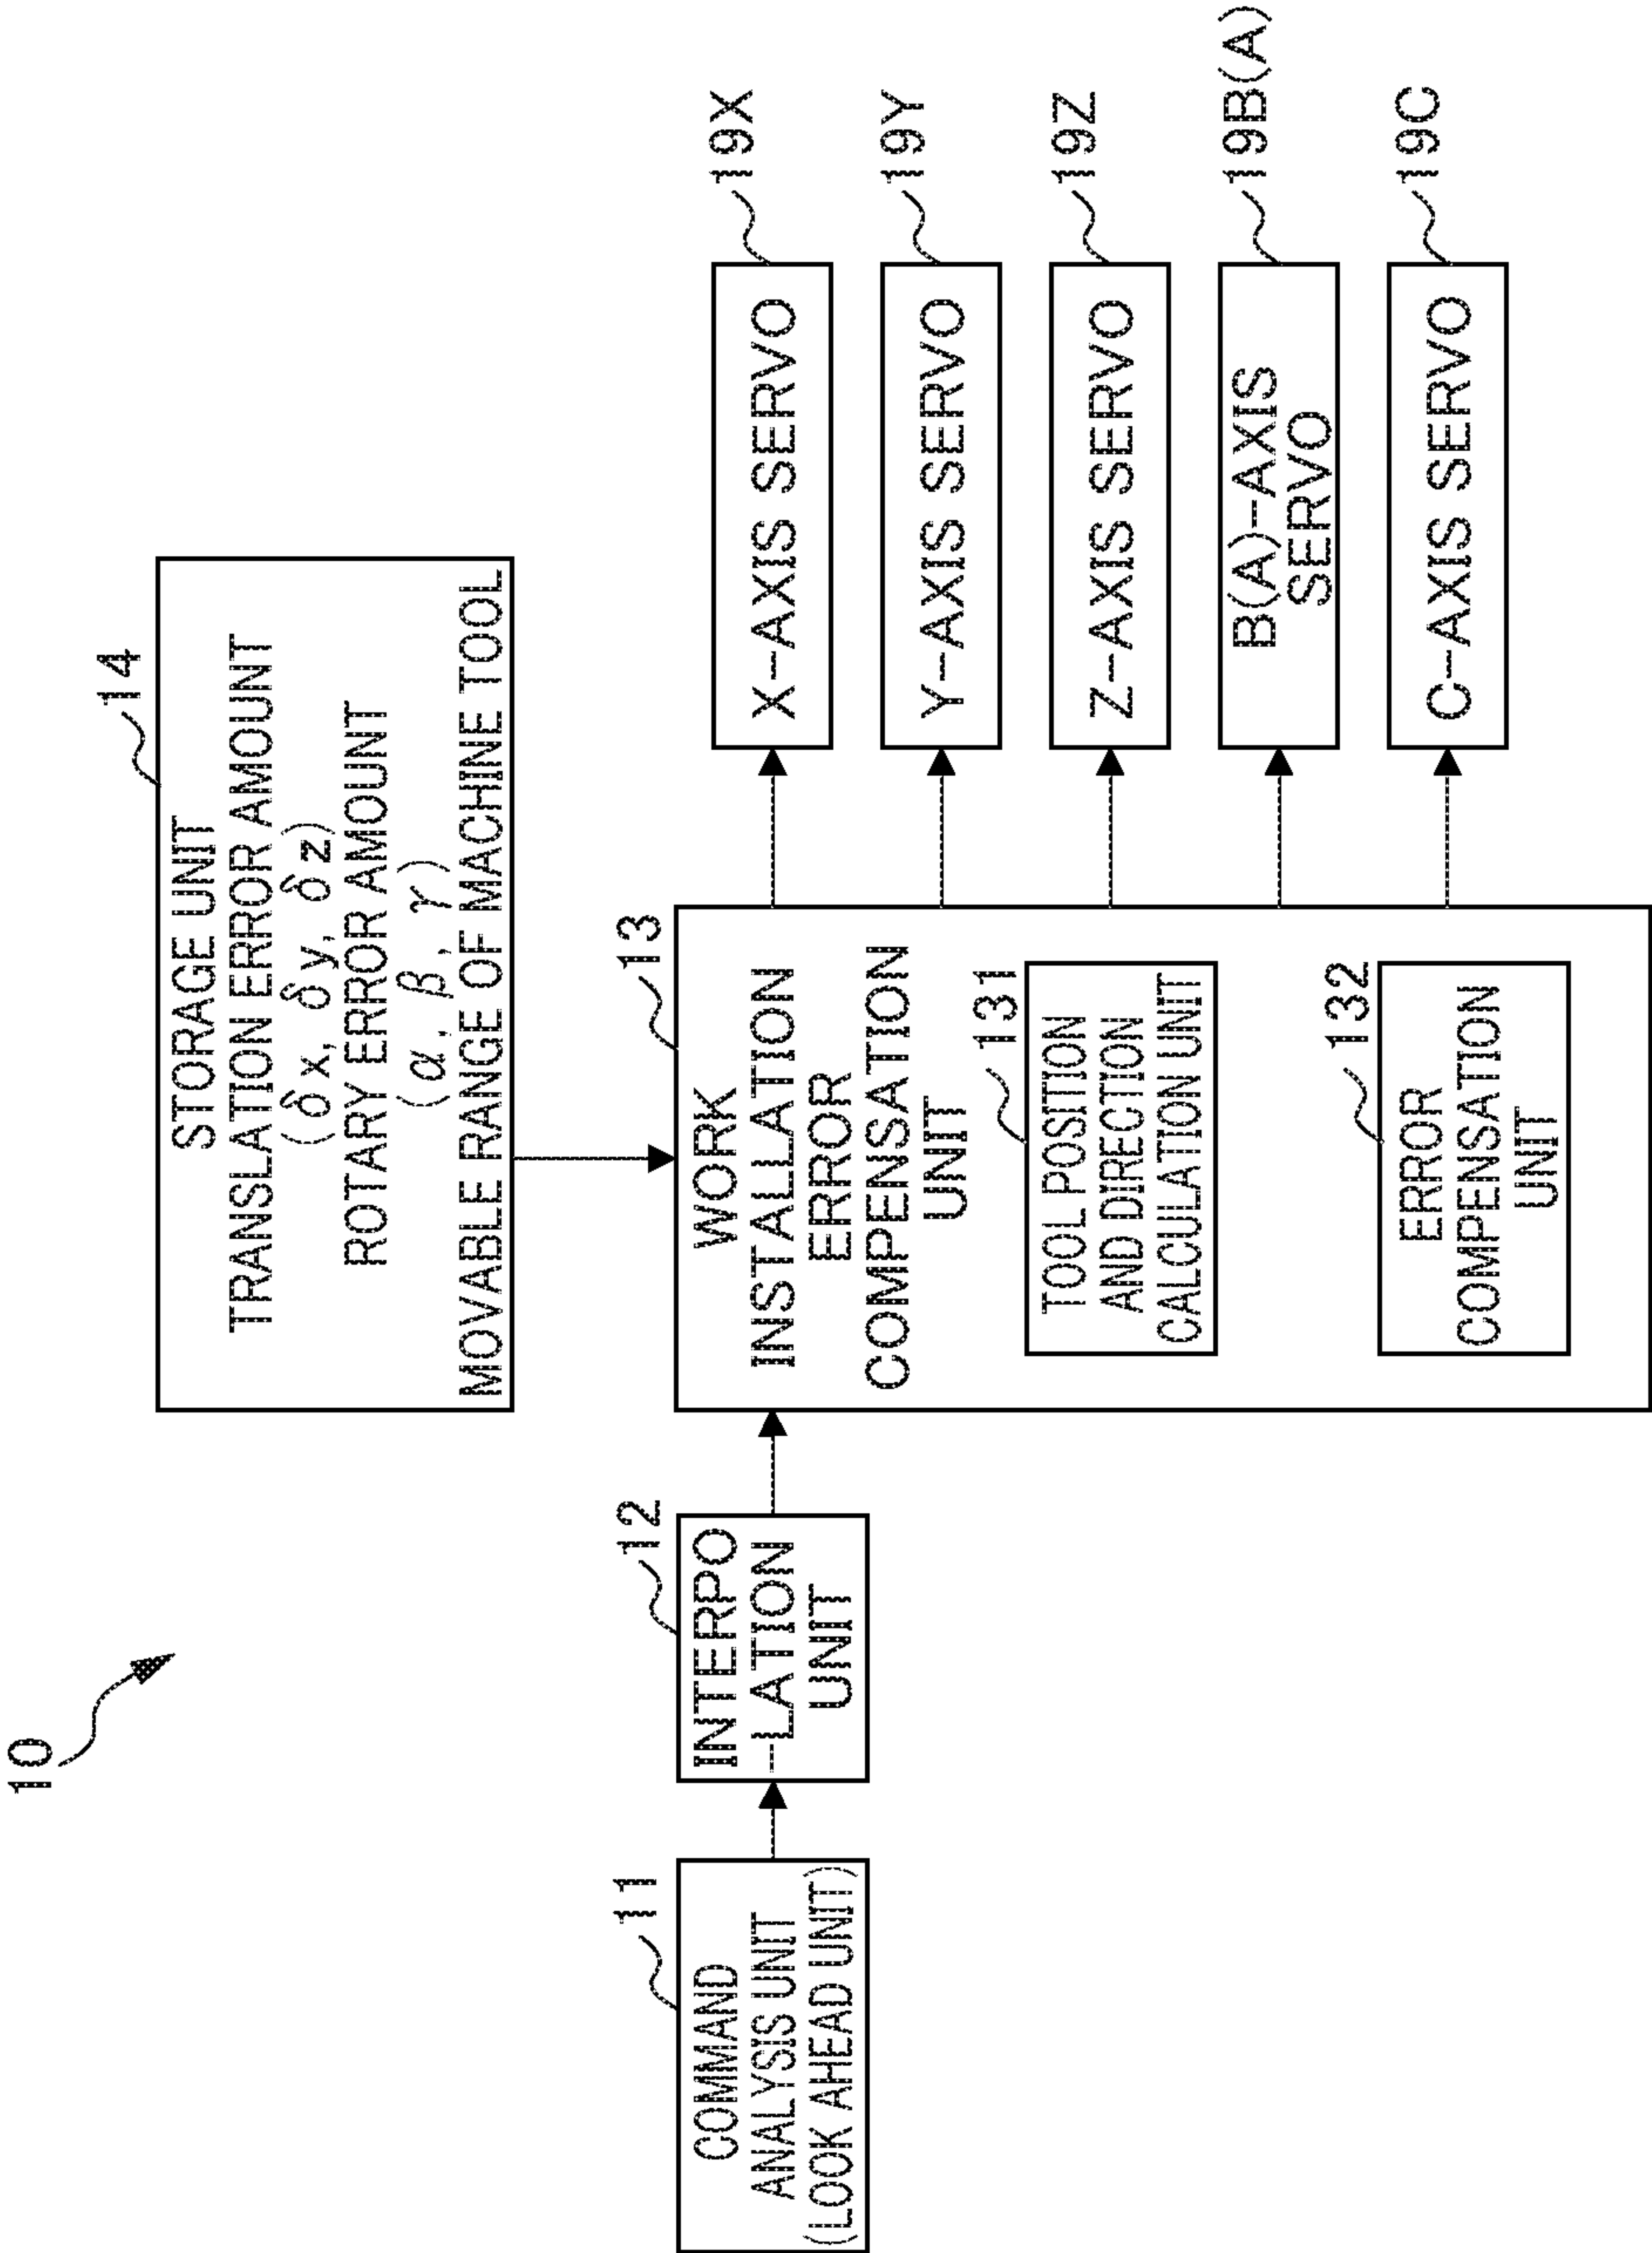 10
14
STORAGE UNIT
TRANSLATION ERROR AMOUNT
(δx, δy, δz)
ROTARY ERROR AMOUNT
(α, β, γ)
MOVABLE RANGE OF MACHINE TOOL
11
COMMAND
ANALYSIS UNIT
(LOOK AHEAD UNIT)
12
INTERPO
-LATION
UNIT
13
WORK
INSTALLATION
ERROR
COMPENSATION
UNIT
131
TOOL POSITION
AND DIRECTION
CALCULATION UNIT
132
ERROR
COMPENSATION
UNIT
X-AXIS SERVO
19X
Y-AXIS SERVO
19Y
Z-AXIS SERVO
19Z
B(A)-AXIS
SERVO
19B(A)
C-AXIS SERVO
19C